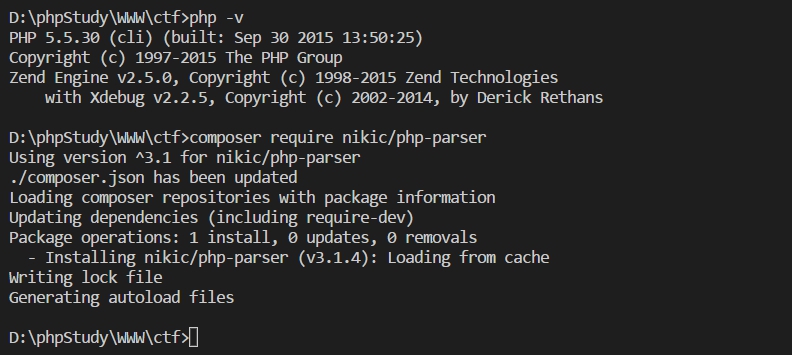 D:\phpStudy\WWW\ctf>php -v
PHP 5.5.30 (cli) (built: Sep 30 2015 13:50:25)
Copyright (c) 1997-2015 The PHP Group
Zend Engine v2.5.0, Copyright (c) 1998-2015 Zend Technologies
    with Xdebug v2.2.5, Copyright (c) 2002-2014, by Derick Rethans
D:\phpStudy\WWW\ctf>composer require nikic/php-parser
Using version ^3.1 for nikic/php-parser
./composer.json has been updated
Loading composer repositories with package information
Updating dependencies (including require-dev)
Package operations: 1 install, 0 updates, 0 removals
  - Installing nikic/php-parser (v3.1.4): Loading from cache
Writing lock file
Generating autoload files
D:\phpStudy\WWW\ctf>